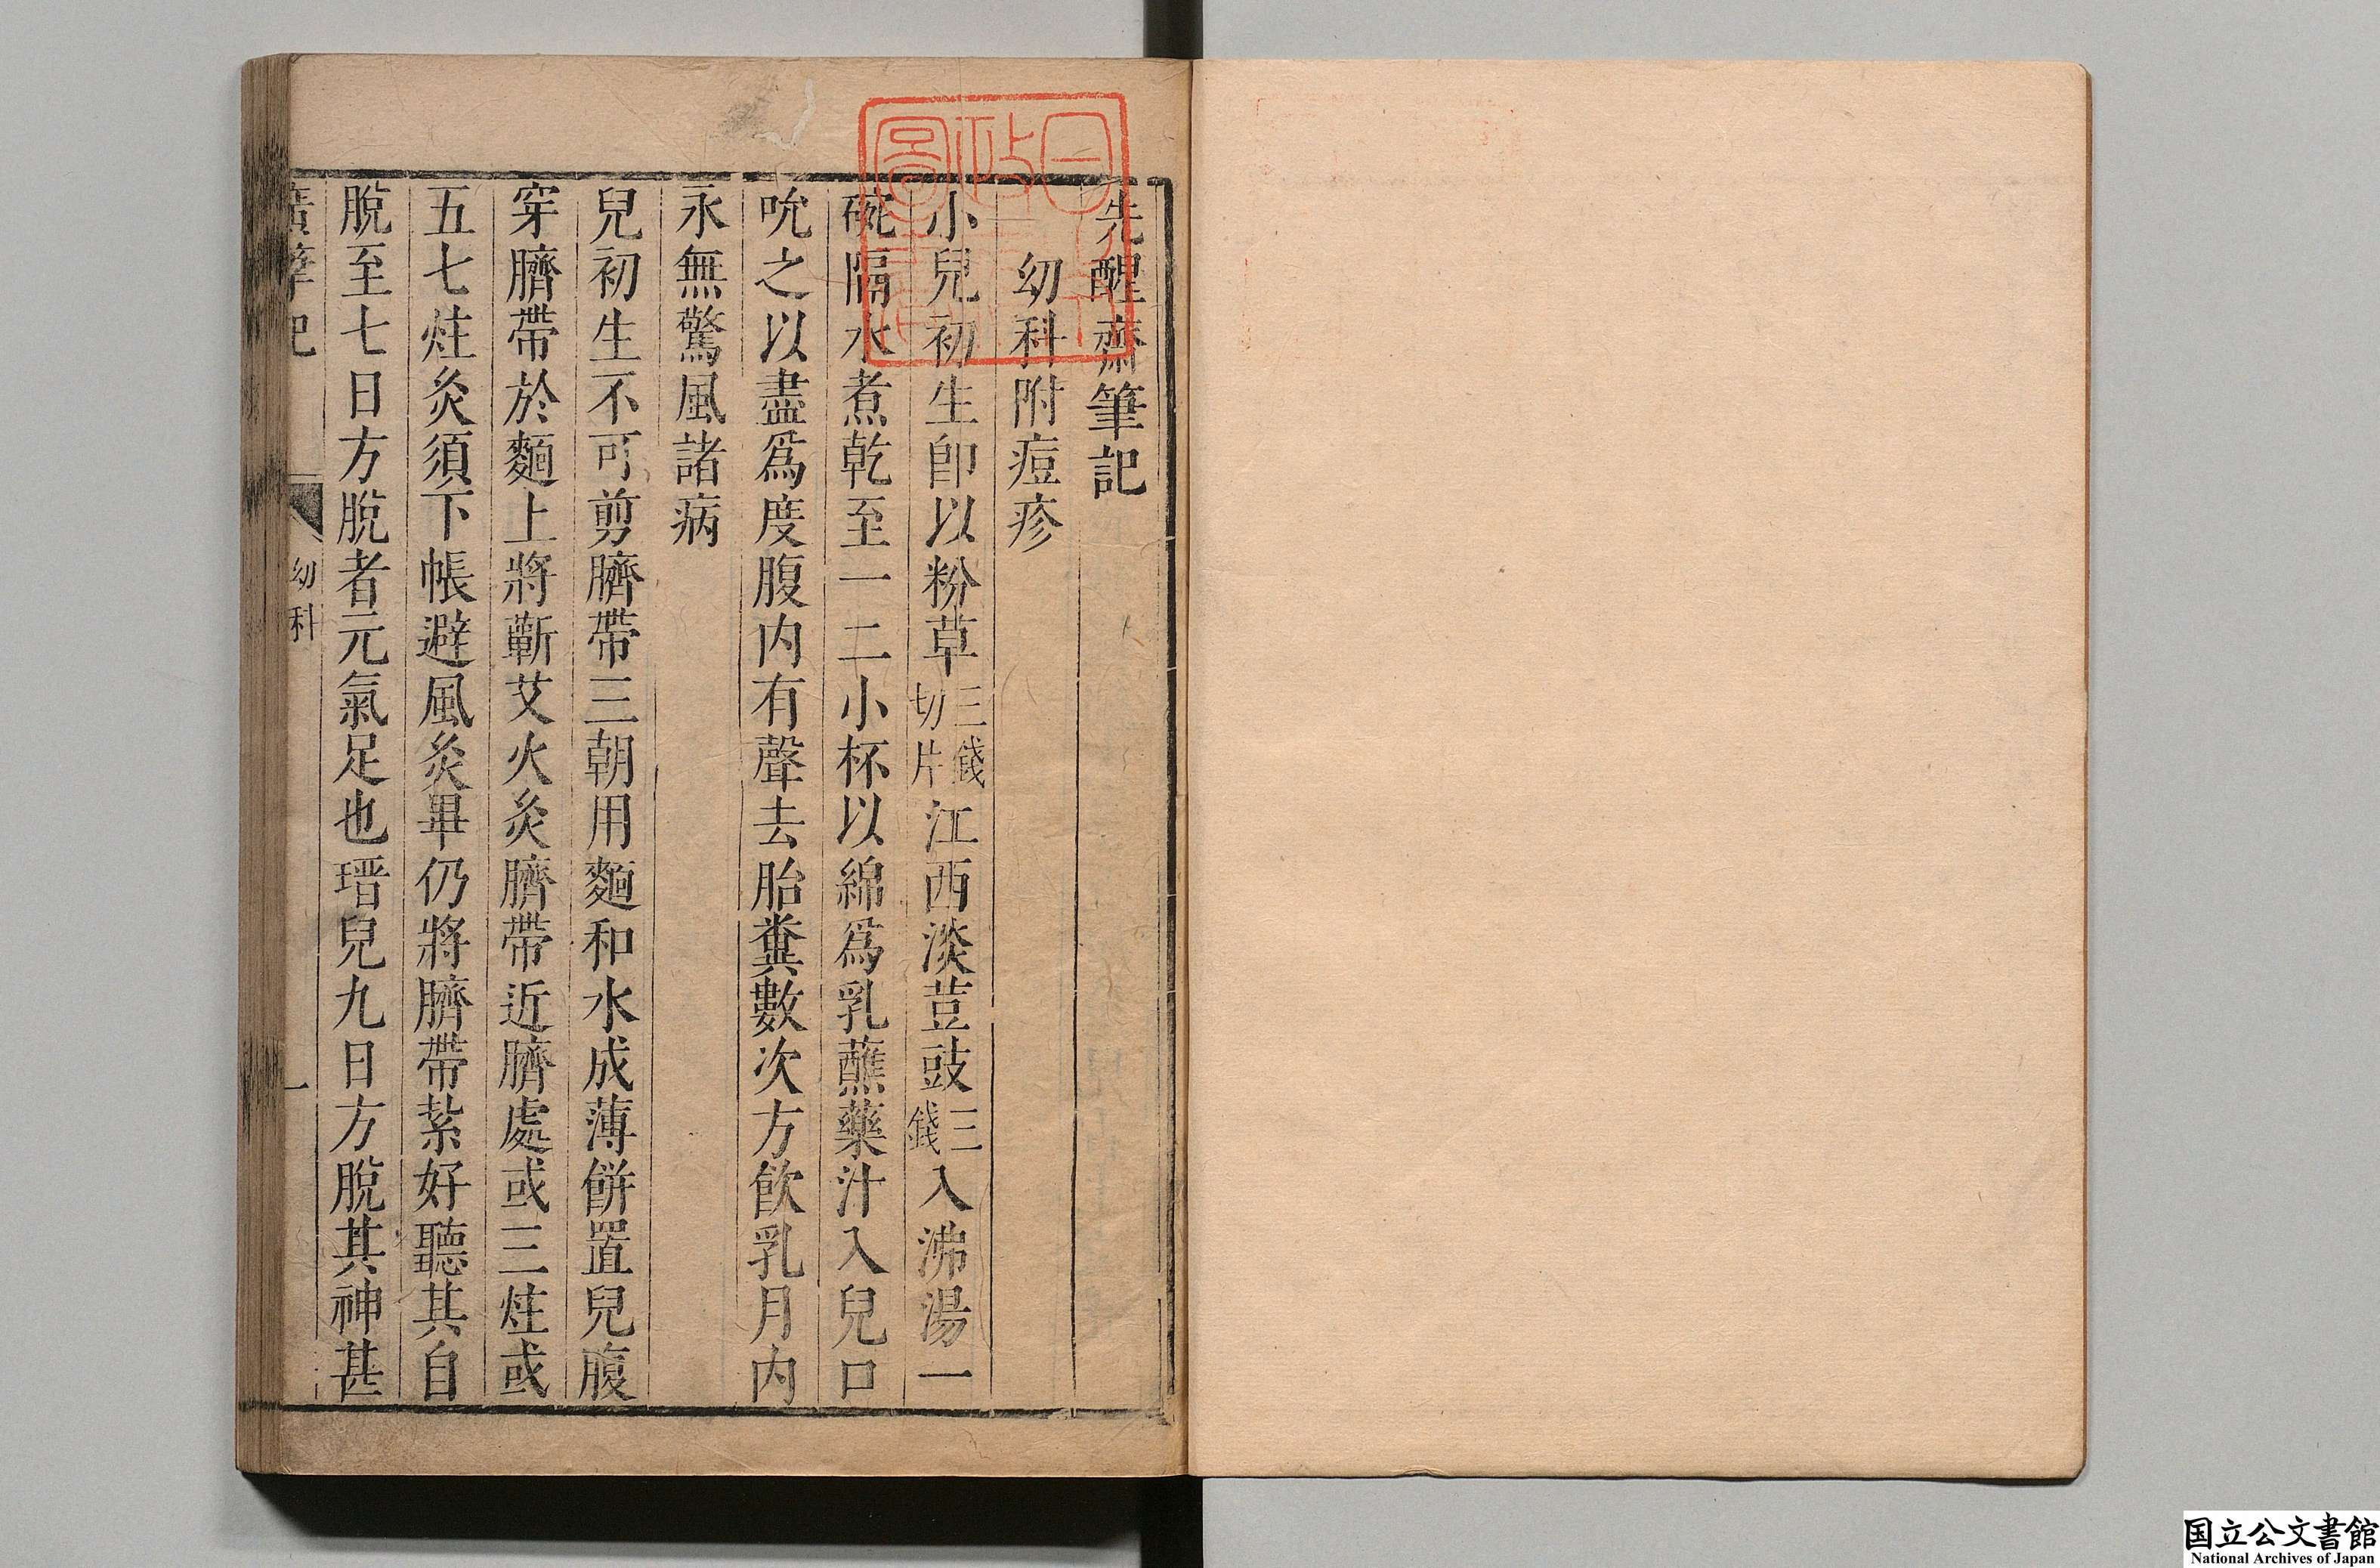 先醒齋筆記
幼科附痘疹
小兒初生卽以粉草三錢切片江西淡荳豉三錢入沸湯一
碗隔水煮乾至一二小杯以綿爲乳蘸藥汁入兒口
吮之以盡爲度腹内有聲去胎糞數次方飲乳月内
永無驚風諸病
兒初生不可剪臍帶三朝用麵和水成薄餅置兒腹
穿臍帶於麵上將蘄艾火灸臍帶近臍處或三炷或
五七炷灸須下帳避風灸畢仍將臍帶紮好聽其自
脫至七日方脫者元氣足也瑨兒九日方脫其神甚
廣筆記
幼科
一
国立公文書館
National Archives of Japan